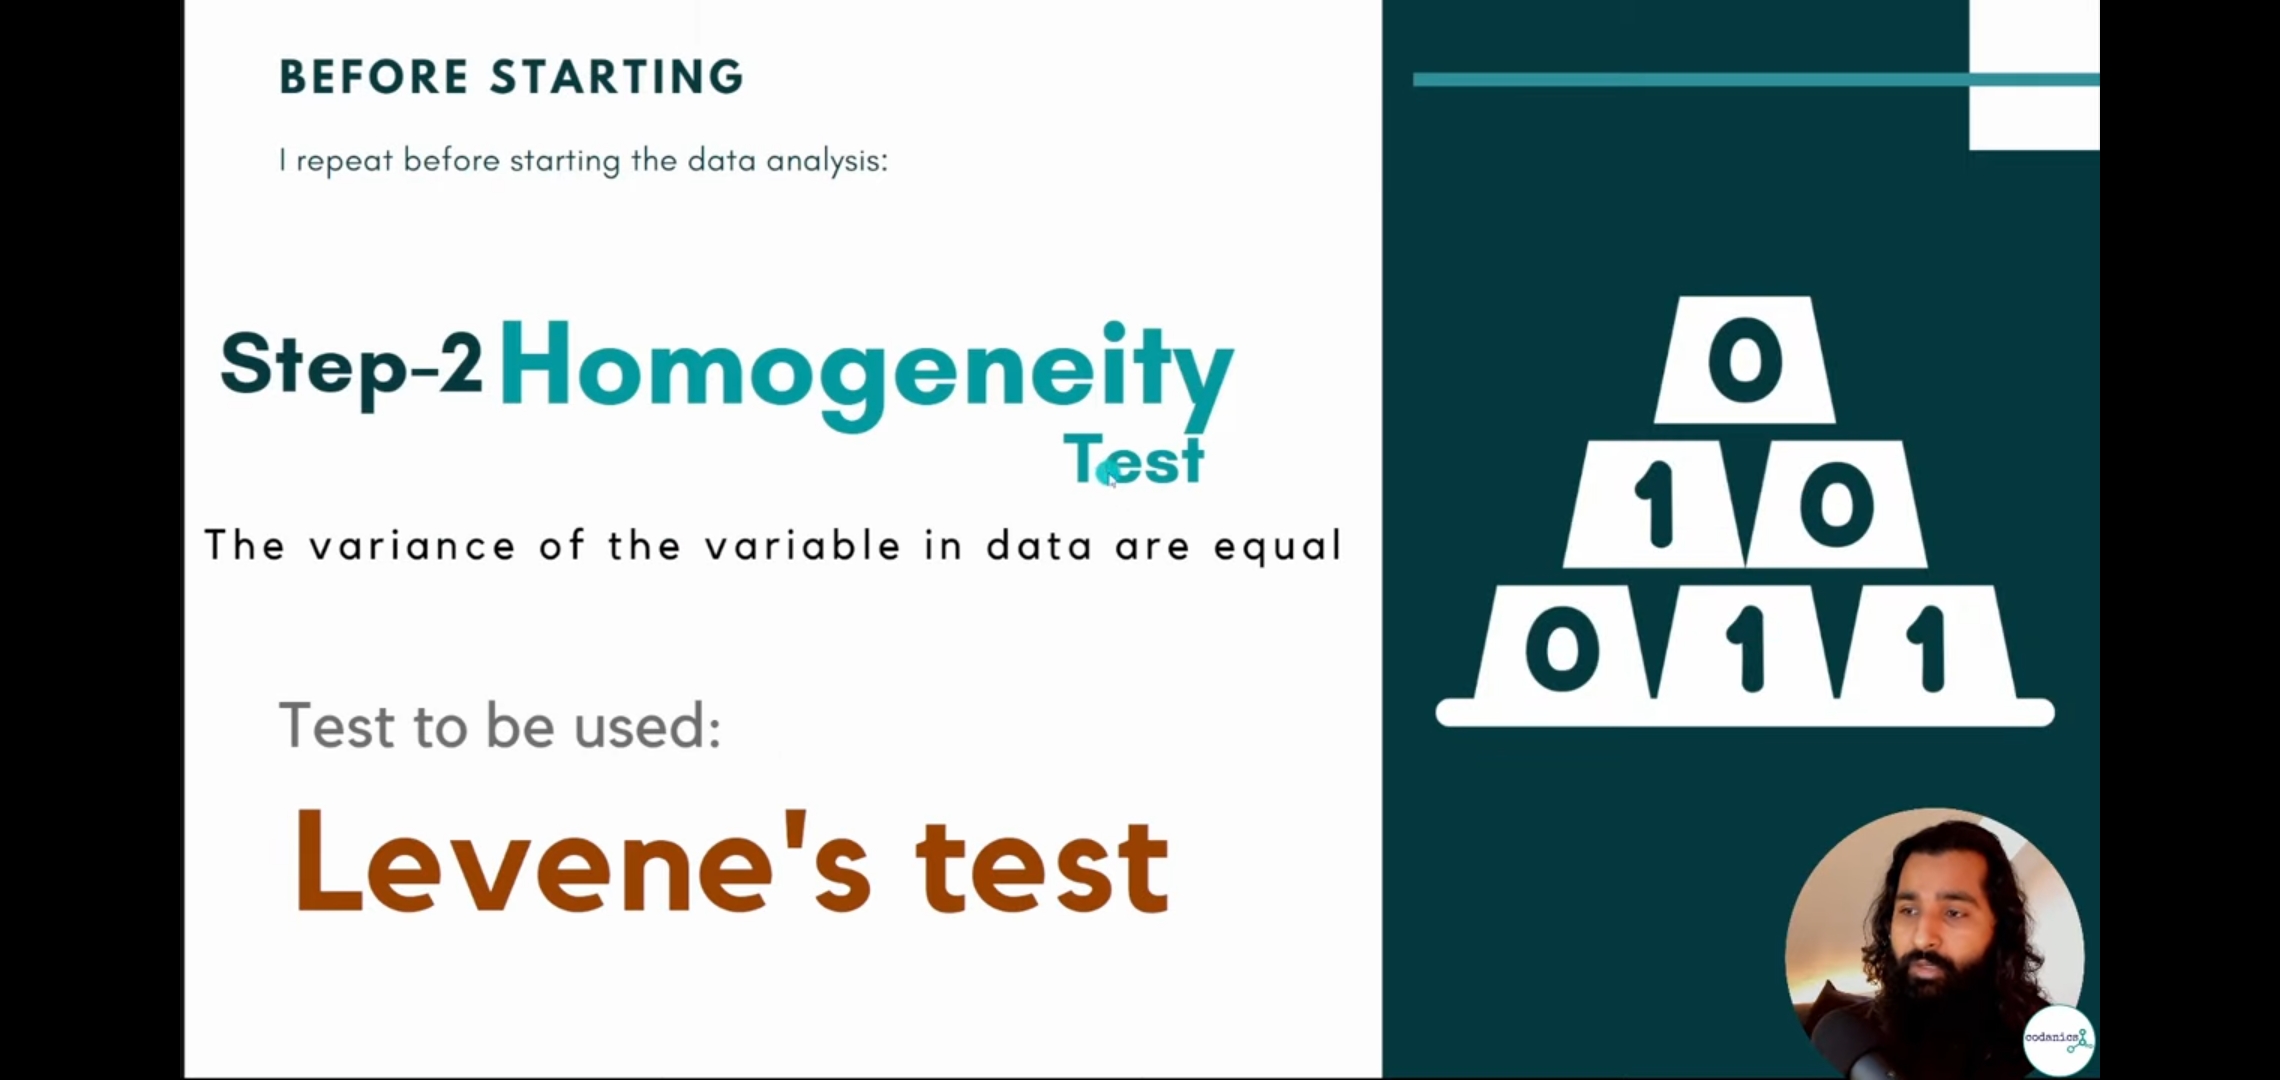 BEFORE STARTING
I repeat before starting the data analysis:
Step-2 Homogeneity
Test
The variance of the variable in data are equal
Test to be used:
Levene's test
0
1 0
0 1 1
codanics